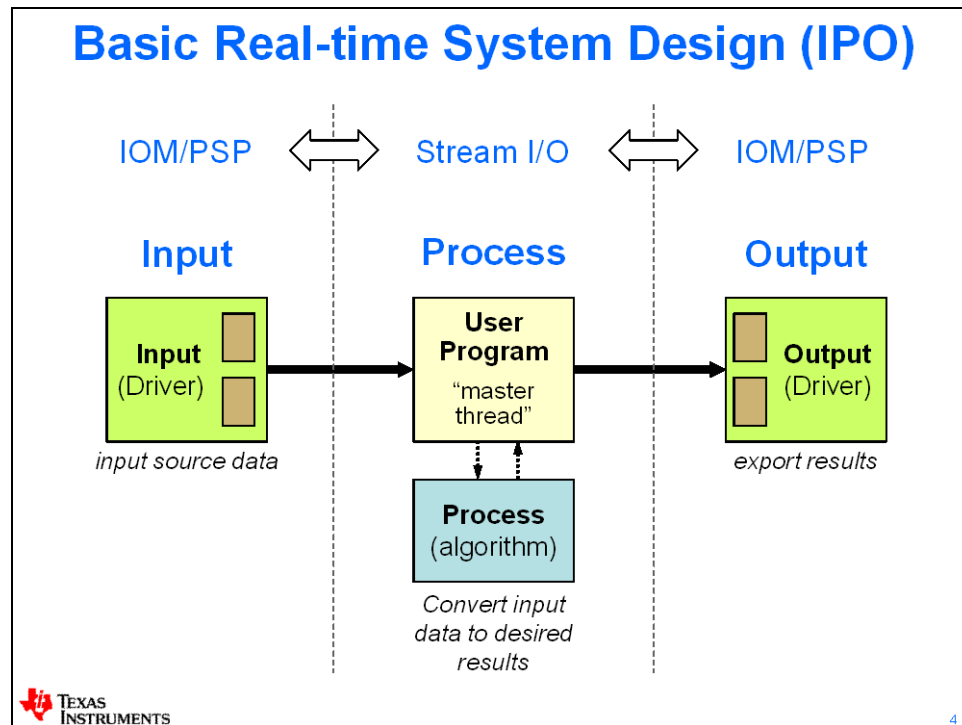 Basic Real-time System Design (IPO)
IOM/PSP
Stream I/O
IOM/PSP
Input
Process
Output
Input
(Driver)
input source data
User
Program
“master
thread”
Process
(algorithm)
Convert input
data to desired
results
Output
(Driver)
export results
TEXAS
INSTRUMENTS
4